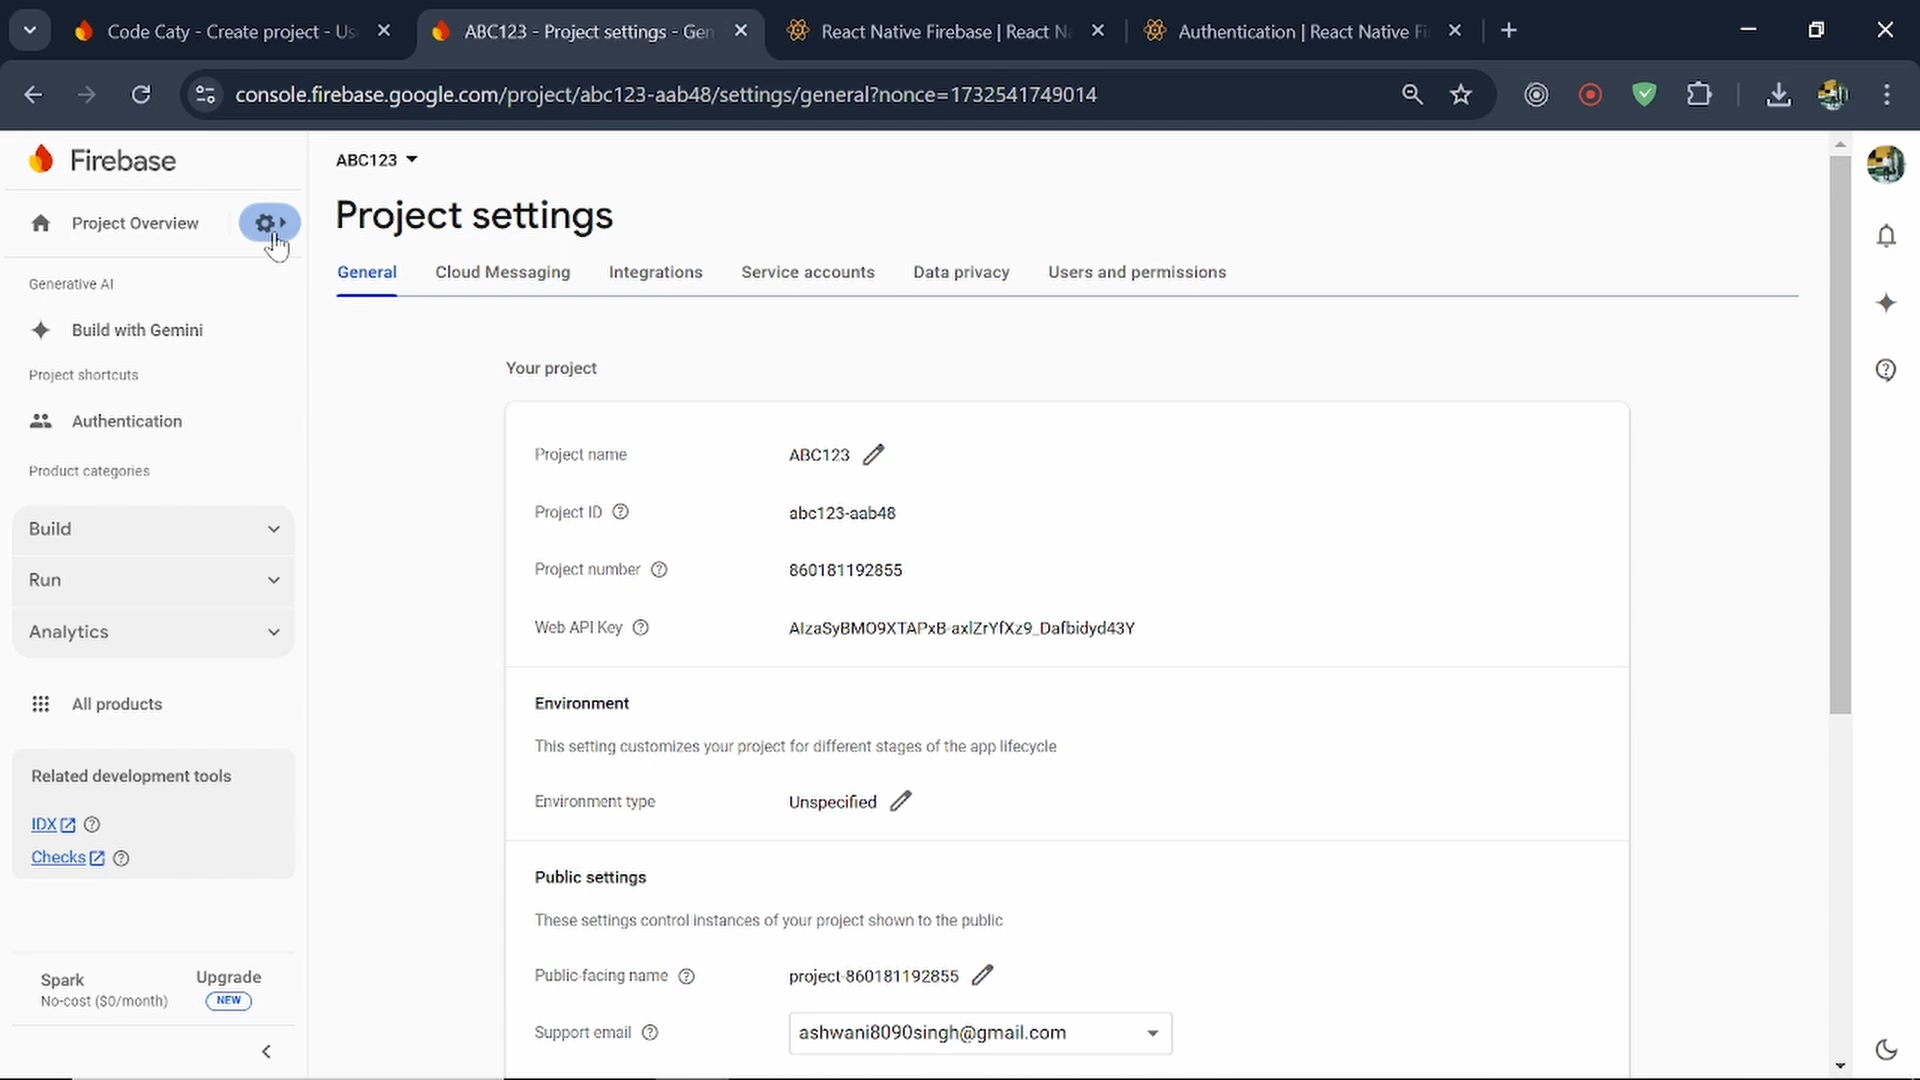 Code Caty - Create project - Us
ABC123 - Project settings - Gen
React Native Firebase | React Na
Authentication | React Native Fi
console.firebase.google.com/project/abc123-aab48/settings/general?nonce=1732541749014
Firebase
Project Overview
Generative AI
Build with Gemini
Project shortcuts
Authentication
Product categories
Build
Run
Analytics
All products
Related development tools
IDX
Checks
Spark
No-cost ($0/month)
Upgrade
NEW
ABC123
Project settings
General Cloud Messaging Integrations Service accounts Data privacy Users and permissions
Your project
Project name ABC123
Project ID abc123-aab48
Project number 860181192855
Web API Key AIzaSyBMO9XTAPxB-axlZrYfXz9_Dafbidyd43Y
Environment
This setting customizes your project for different stages of the app lifecycle
Environment type Unspecified
Public settings
These settings control instances of your project shown to the public
Public-facing name project-860181192855
Support email ashwani8090singh@gmail.com